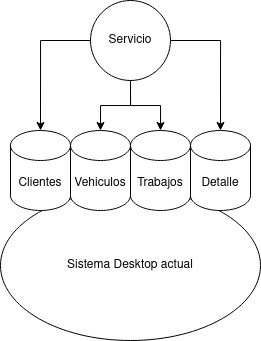 Servicio
Clientes
Vehiculos
Trabajos
Detalle
Sistema Desktop actual